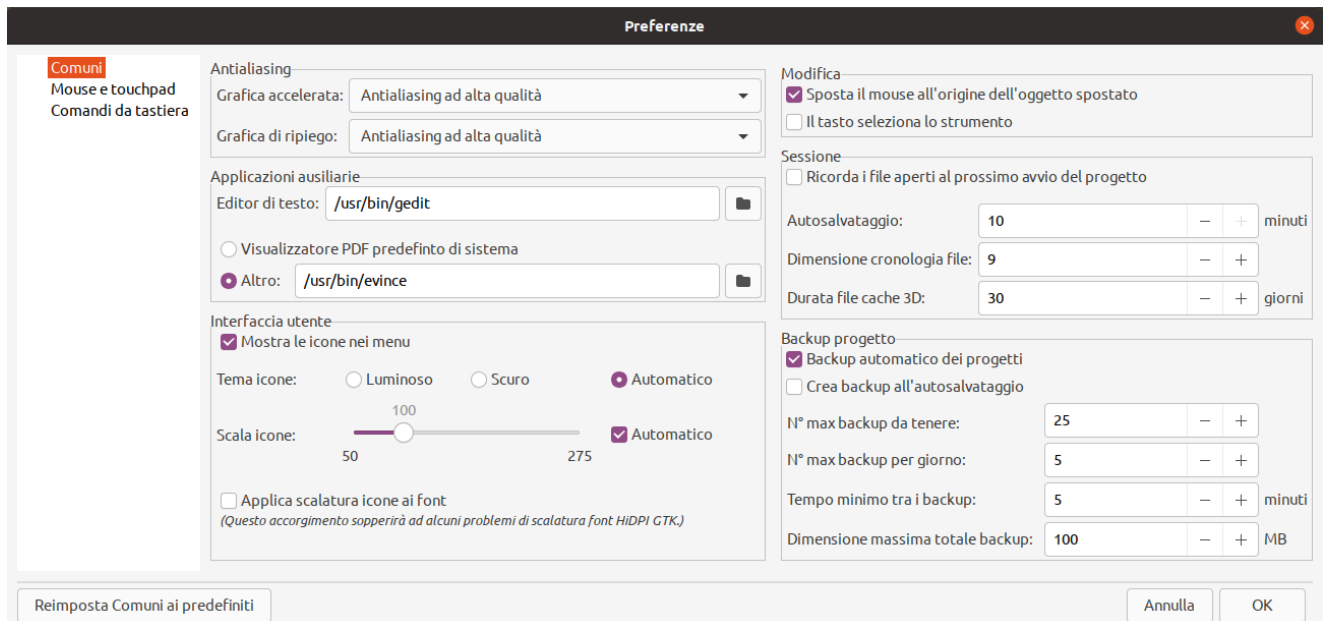 Preferenze
Comuni
Mouse e touchpad
Comandi da tastiera
Antialiasing
Grafica accelerata: Antialiasing ad alta qualità
Grafica di ripiego: Antialiasing ad alta qualità
Applicazioni ausiliarie
Editor di testo: /usr/bin/gedit
Visualizzatore PDF predefinto di sistema
Altro: /usr/bin/evince
Interfaccia utente
Mostra le icone nei menu
Tema icone: Luminoso Scuro Automatico
100
Scala icone: Automatico
50 275
Applica scalatura icone ai font
(Questo accorgimento sopperirà ad alcuni problemi di scalatura font HiDPI GTK.)
Modifica
Sposta il mouse all'origine dell'oggetto spostato
Il tasto seleziona lo strumento
Sessione
Ricorda i file aperti al prossimo avvio del progetto
Autosalvataggio: 10 − + minuti
Dimensione cronologia file: 9 − +
Durata file cache 3D: 30 − + giorni
Backup progetto
Backup automatico dei progetti
Crea backup all'autosalvataggio
N° max backup da tenere: 25 − +
N° max backup per giorno: 5 − +
Tempo minimo tra i backup: 5 − + minuti
Dimensione massima totale backup: 100 − + MB
Reimposta Comuni ai predefiniti
Annulla OK